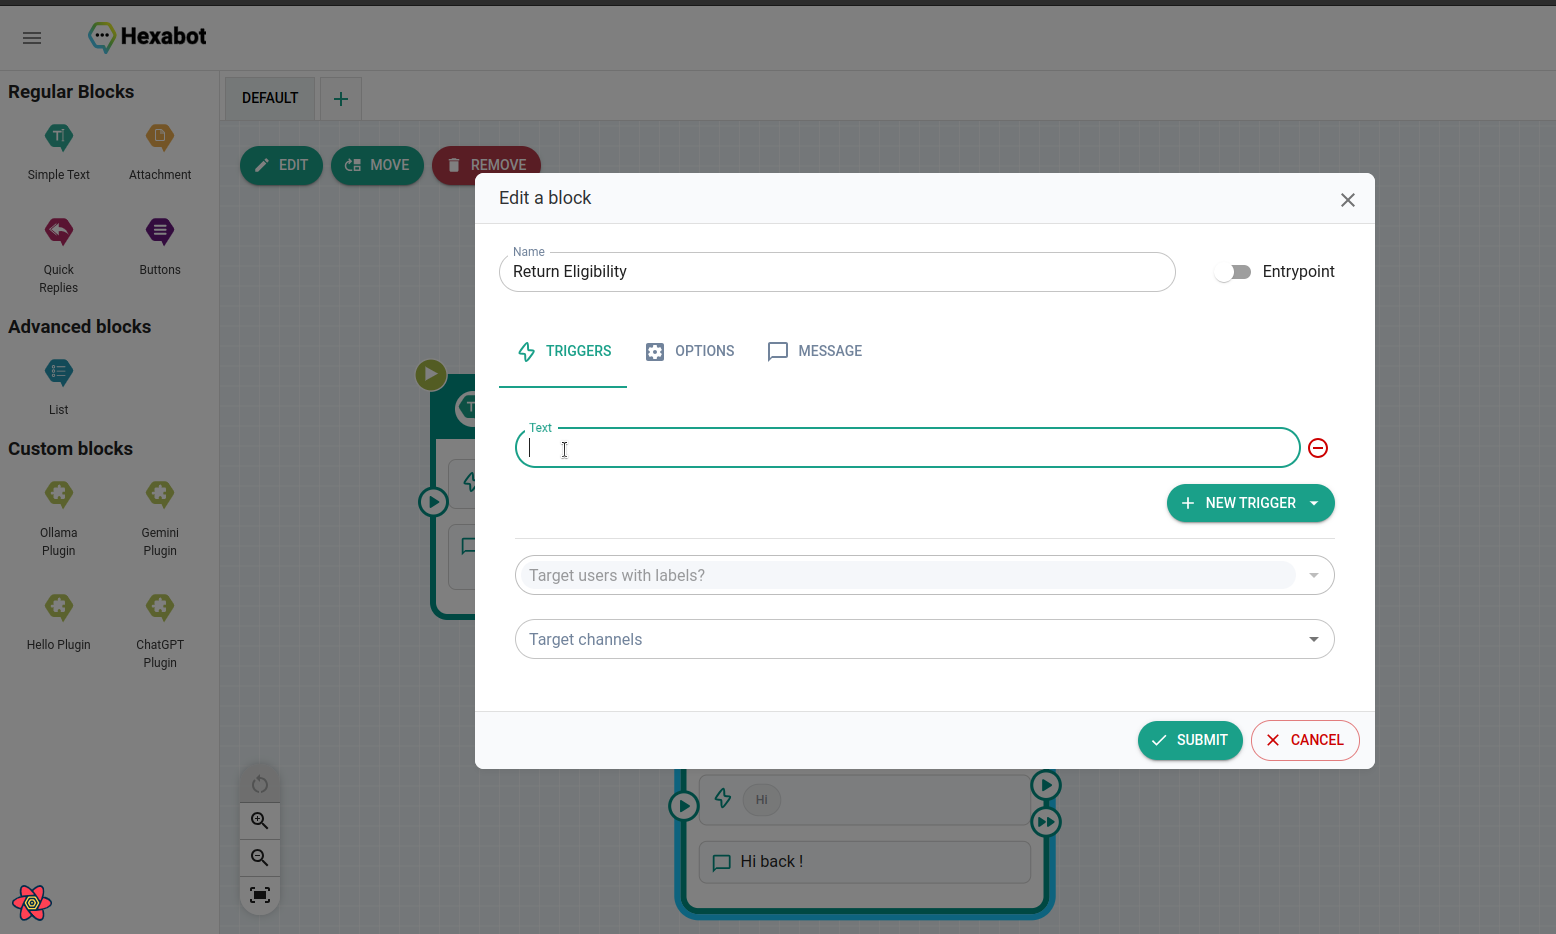 Hexabot
Regular Blocks
Simple Text
Attachment
Quick
Replies
Buttons
Advanced blocks
List
Custom blocks
Ollama
Plugin
Gemini
Plugin
Hello Plugin
ChatGPT
Plugin
DEFAULT
EDIT
MOVE
REMOVE
Edit a block
Name
Return Eligibility
Entrypoint
TRIGGERS
OPTIONS
MESSAGE
Text
NEW TRIGGER
Target users with labels?
Target channels
SUBMIT
CANCEL
Hi
Hi back !